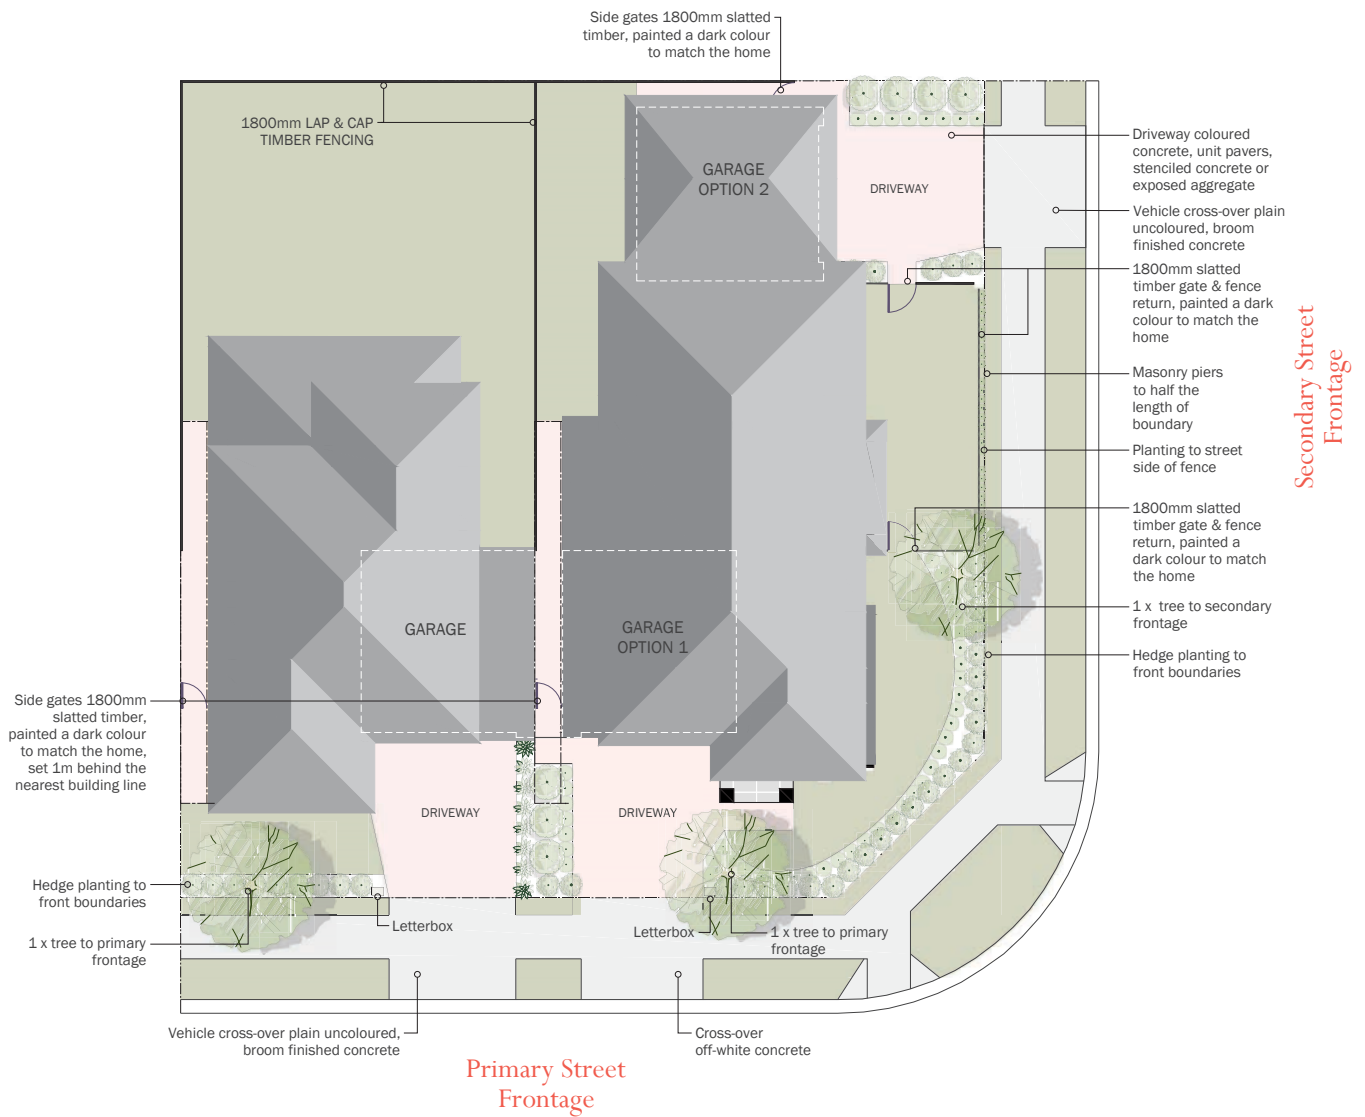 Side gates 1800mm slatted
timber, painted a dark colour
to match the home
1800mm LAP & CAP
TIMBER FENCING
GARAGE
OPTION 2
DRIVEWAY
Driveway coloured
concrete, unit pavers,
stenciled concrete or
exposed aggregate
Vehicle cross-over plain
uncoloured, broom
finished concrete
1800mm slatted
timber gate & fence
return, painted a dark
colour to match the
home
Masonry piers
to half the
length of
boundary
Planting to street
side of fence
1800mm slatted
timber gate & fence
return, painted a
dark colour to match
the home
1 x tree to secondary
frontage
Hedge planting to
front boundaries
Secondary Street
Frontage
GARAGE
GARAGE
OPTION 1
Side gates 1800mm
slatted timber,
painted a dark colour
to match the home,
set 1m behind the
nearest building line
DRIVEWAY
DRIVEWAY
Hedge planting to
front boundaries
1 x tree to primary
frontage
Letterbox
Letterbox
1 x tree to primary
frontage
Vehicle cross-over plain uncoloured,
broom finished concrete
Cross-over
off-white concrete
Primary Street
Frontage